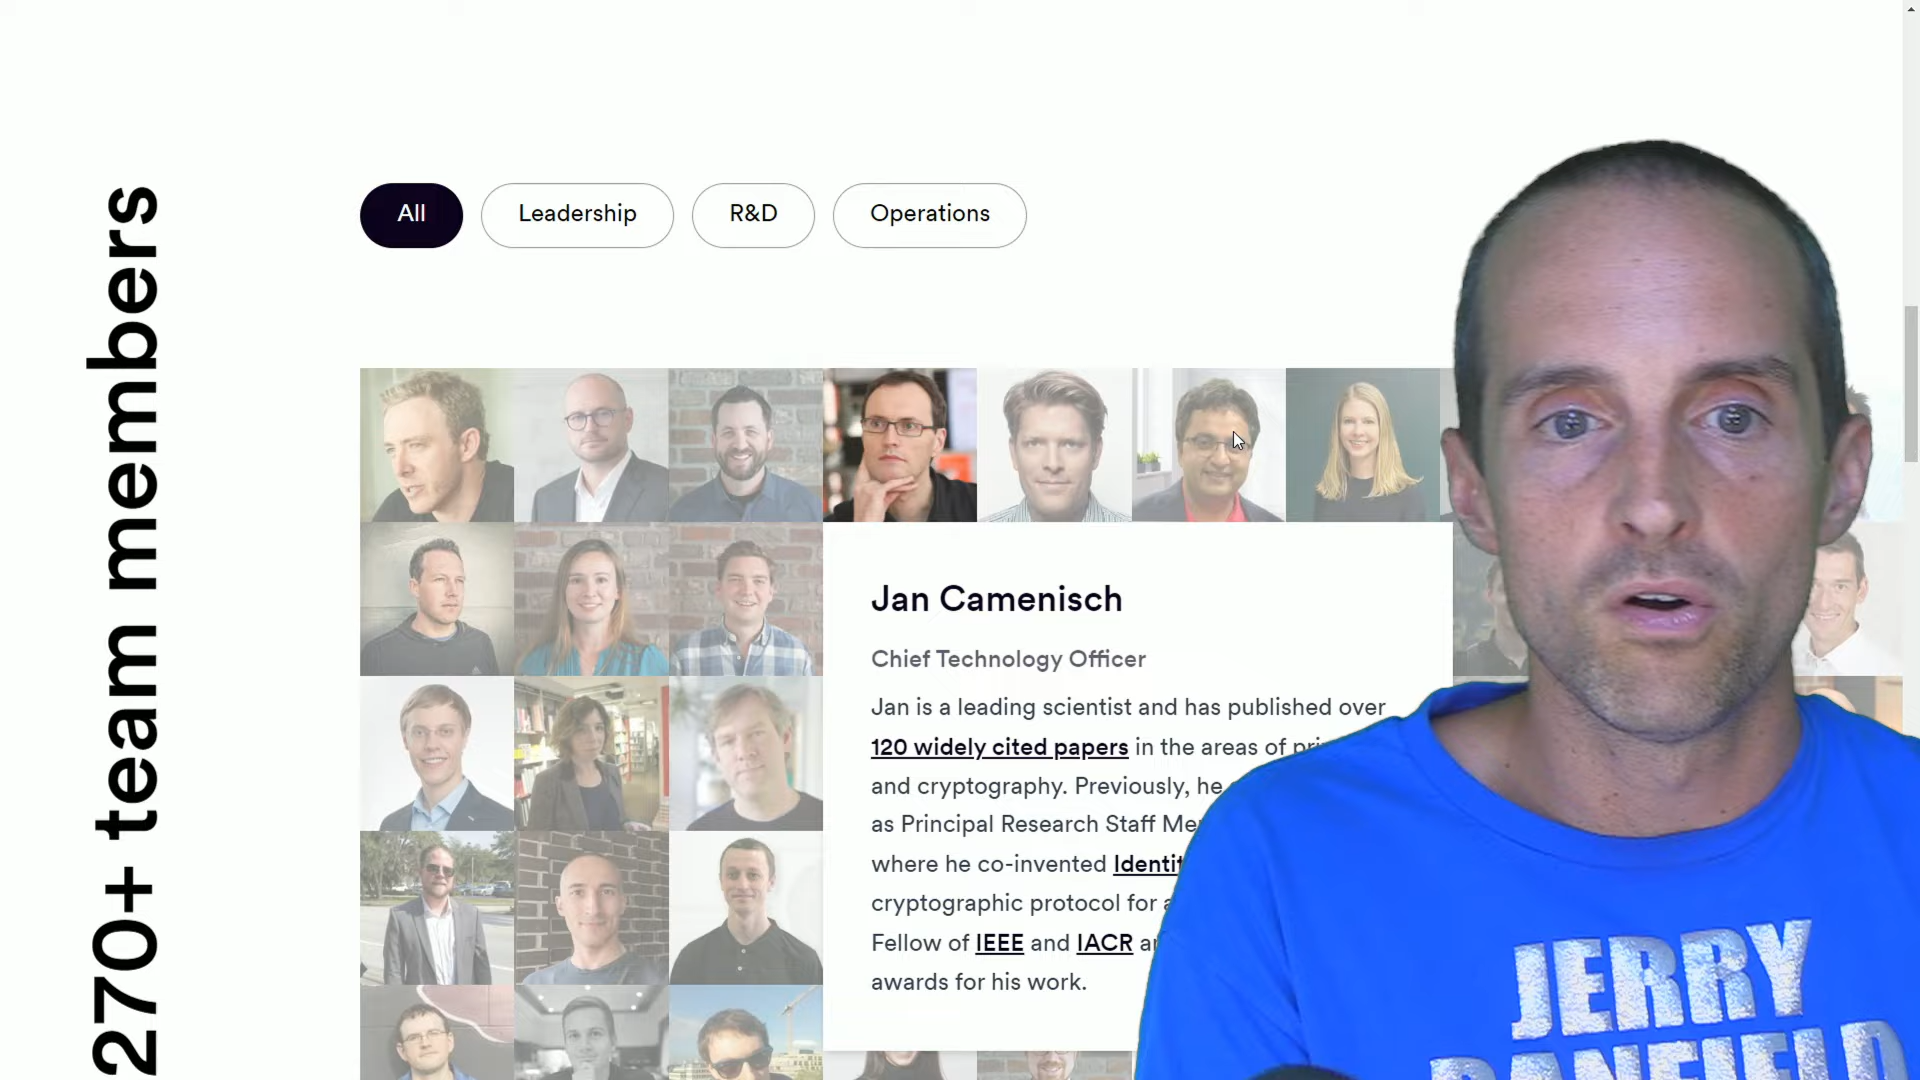 270+ team members
All
Leadership
R&D
Operations
Jan Camenisch
Chief Technology Officer
Jan is a leading scientist and has published over
120 widely cited papers in the areas of
and cryptography. Previously, he
as Principal Research Staff
where he co-invented
cryptographic protocol for
Fellow of IEEE and IACR
awards for his work.
JERRY
BANFIELD